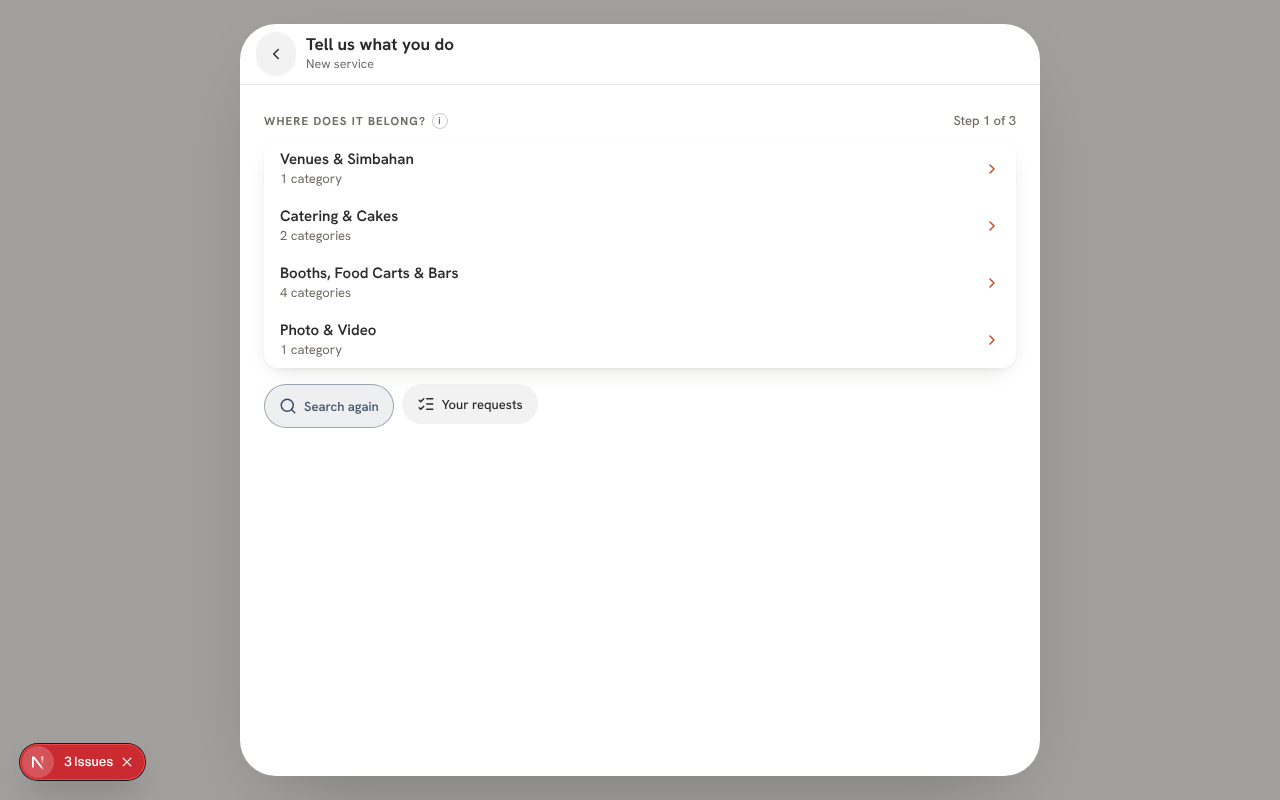 Tell us what you do
New service
WHERE DOES IT BELONG? i
Step 1 of 3
Venues & Simbahan
1 category
Catering & Cakes
2 categories
Booths, Food Carts & Bars
4 categories
Photo & Video
1 category
Search again
Your requests
N 3 Issues